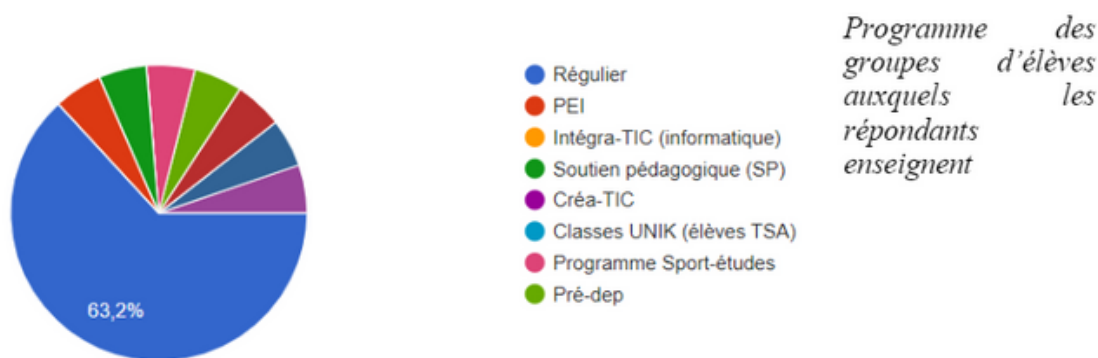 63,2%
Régulier
PEI
Intégra-TIC (informatique)
Soutien pédagogique (SP)
Créa-TIC
Classes UNIK (élèves TSA)
Programme Sport-études
Pré-dep
Programme des
groupes d'élèves
auxquels les
répondants
enseignent